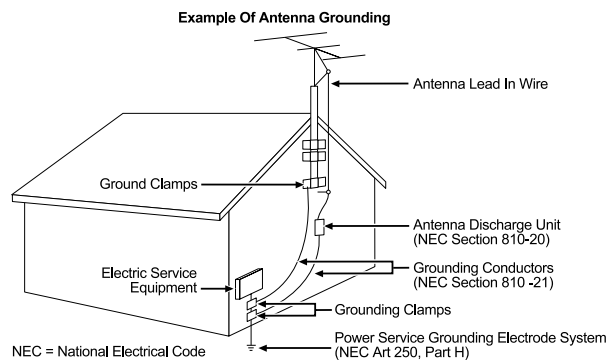 Example Of Antenna Grounding
Antenna Lead In Wire
Ground Clamps
Antenna Discharge Unit
(NEC Section 810-20)
Electric Service
Equipment
Grounding Conductors
(NEC Section 810 -21)
Grounding Clamps
Power Service Grounding Electrode System
(NEC Art 250, Part H)
NEC = National Electrical Code